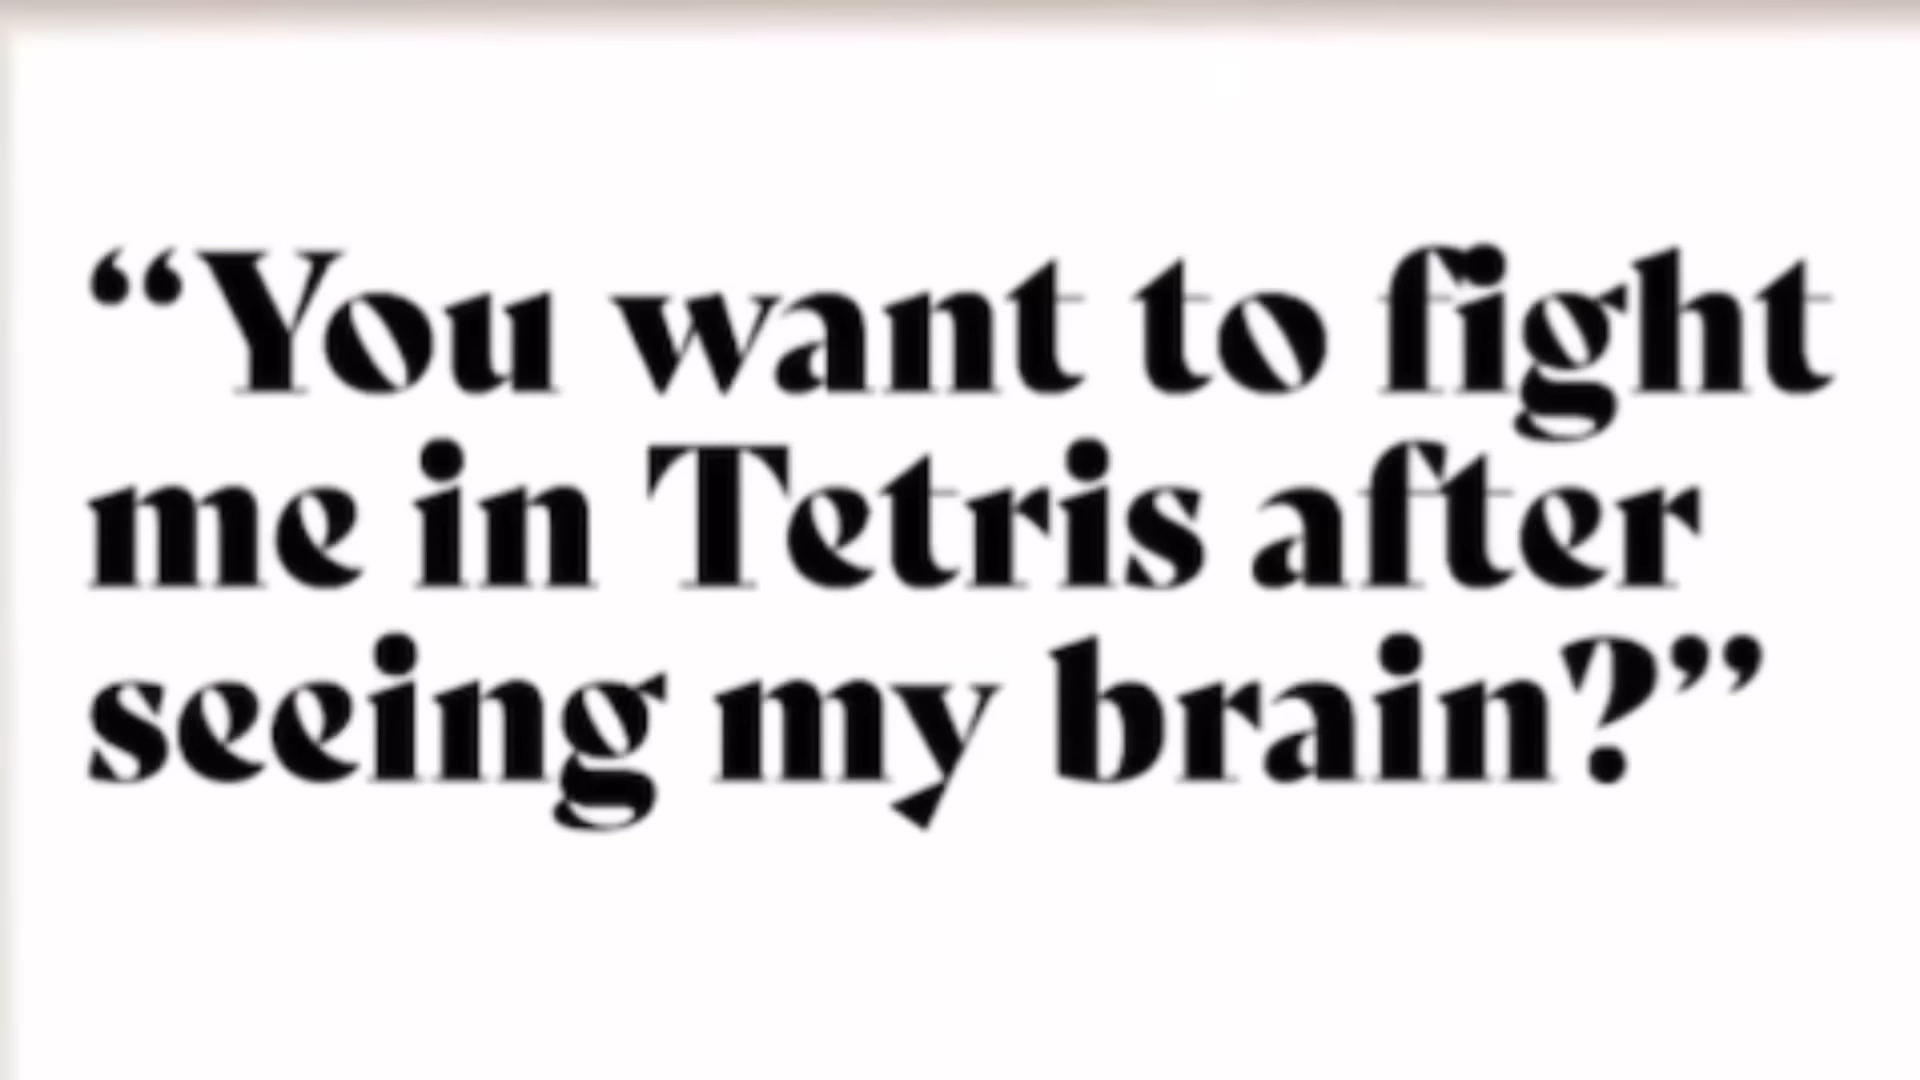 “You want to fight
me in Tetris after
seeing my brain?”